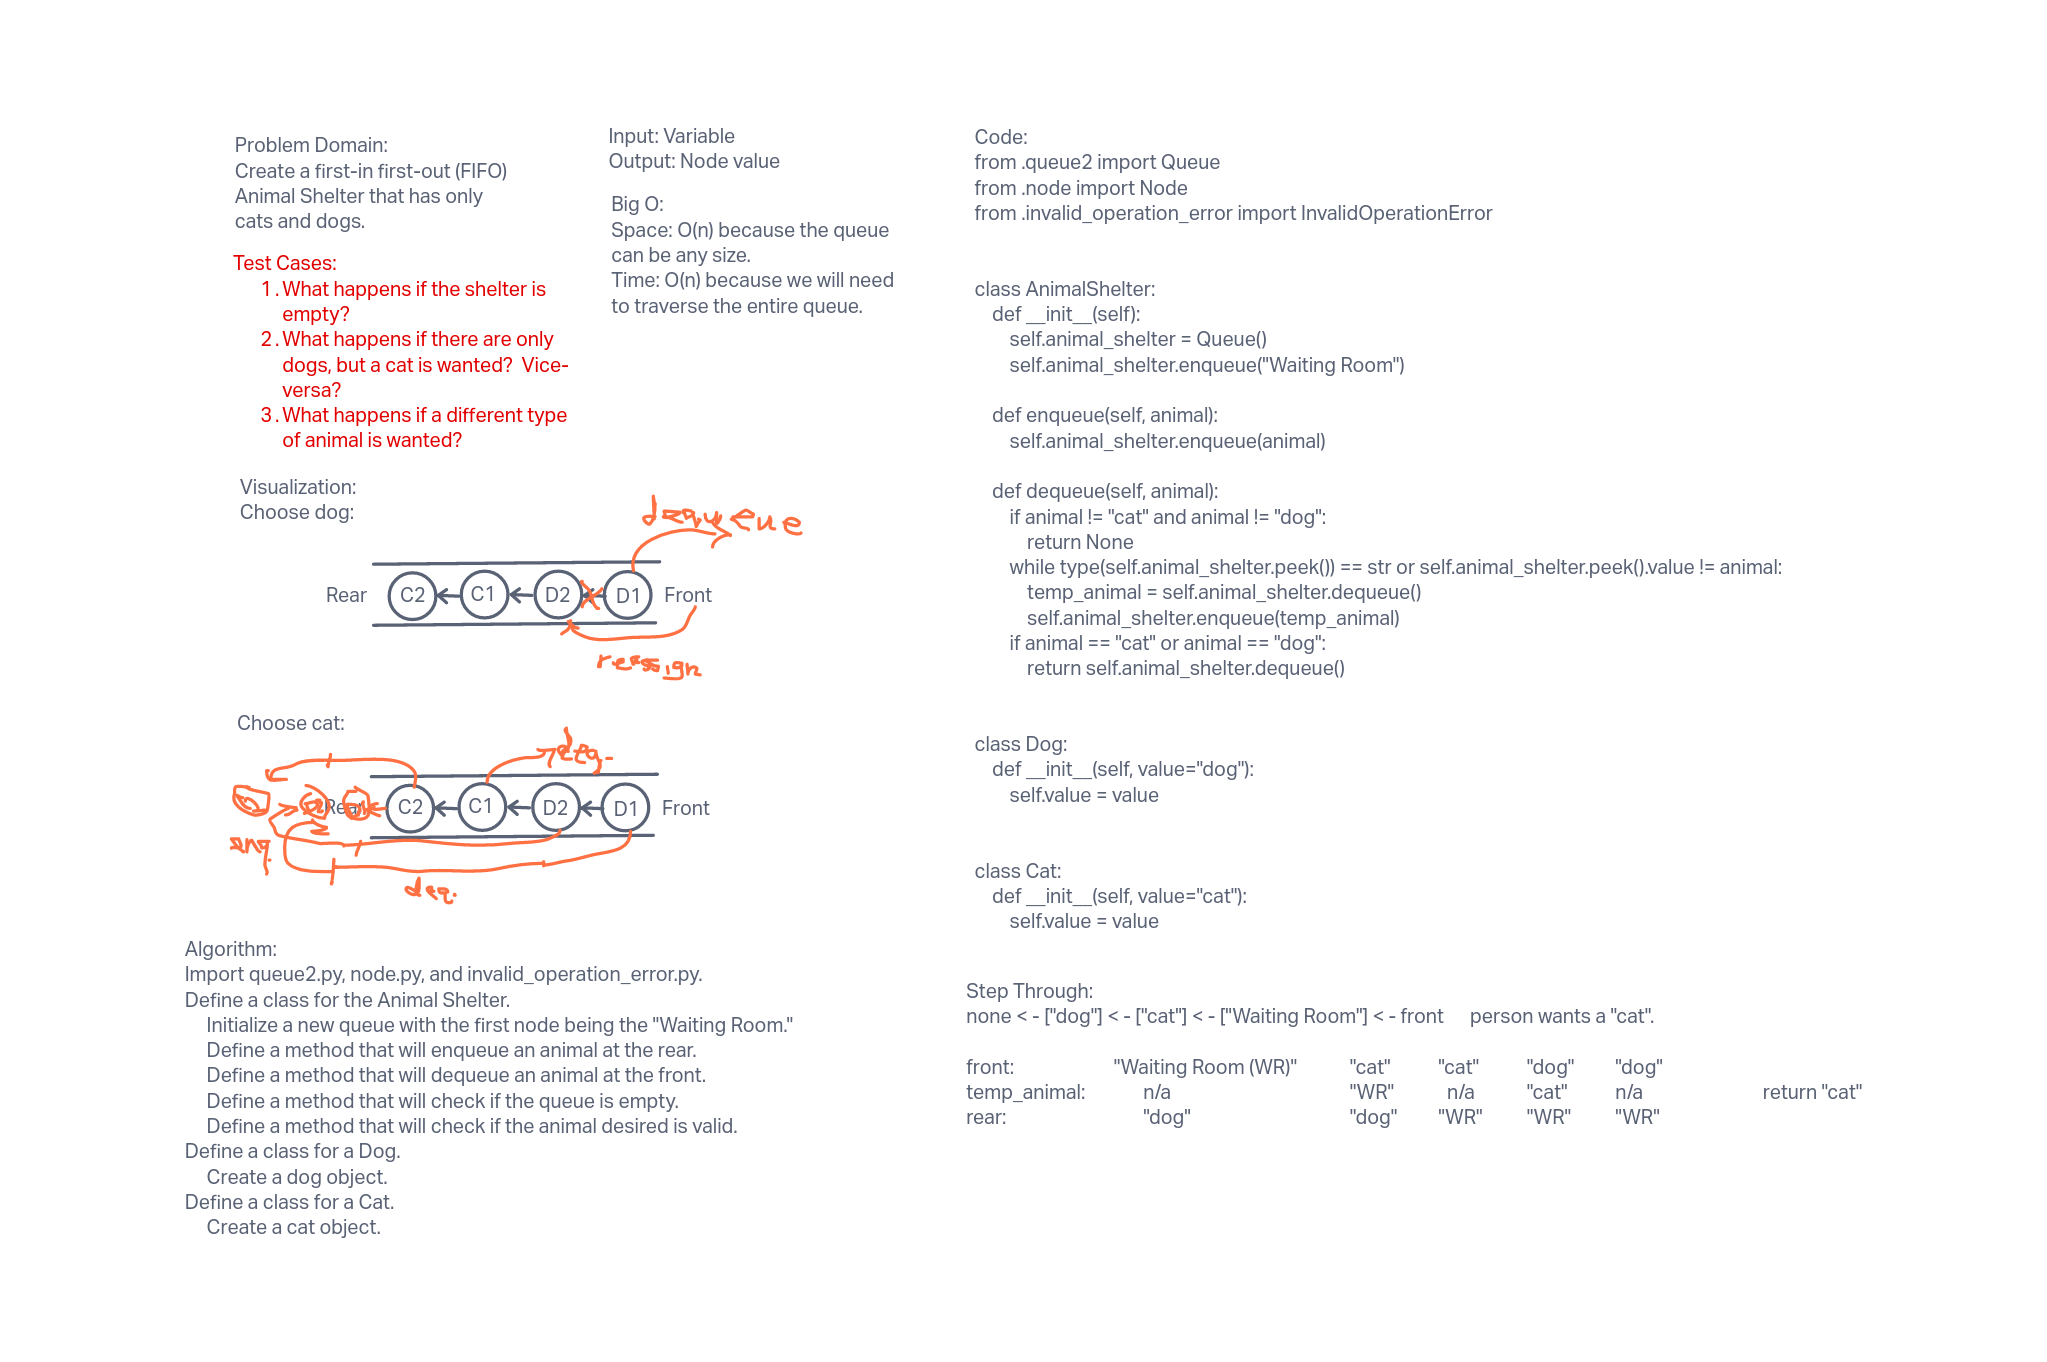 Problem Domain:
Create a first-in first-out (FIFO)
Animal Shelter that has only
cats and dogs.
Test Cases:
1. What happens if the shelter is
empty?
2. What happens if there are only
dogs, but a cat is wanted?  Vice-
versa?
3. What happens if a different type
of animal is wanted?
Input: Variable
Output: Node value
Big O:
Space: O(n) because the queue
can be any size.
Time: O(n) because we will need
to traverse the entire queue.
Visualization:
Choose dog:
dequeue
Rear C2 C1 D2 D1 Front
reassign
Choose cat:
deq.
Rear C2 C1 D2 D1 Front
enq.
deq.
Algorithm:
Import queue2.py, node.py, and invalid_operation_error.py.
Define a class for the Animal Shelter.
    Initialize a new queue with the first node being the "Waiting Room."
    Define a method that will enqueue an animal at the rear.
    Define a method that will dequeue an animal at the front.
    Define a method that will check if the queue is empty.
    Define a method that will check if the animal desired is valid.
Define a class for a Dog.
    Create a dog object.
Define a class for a Cat.
    Create a cat object.
Code:
from .queue2 import Queue
from .node import Node
from .invalid_operation_error import InvalidOperationError
class AnimalShelter:
    def __init__(self):
        self.animal_shelter = Queue()
        self.animal_shelter.enqueue("Waiting Room")
    def enqueue(self, animal):
        self.animal_shelter.enqueue(animal)
    def dequeue(self, animal):
        if animal != "cat" and animal != "dog":
            return None
        while type(self.animal_shelter.peek()) == str or self.animal_shelter.peek().value != animal:
            temp_animal = self.animal_shelter.dequeue()
            self.animal_shelter.enqueue(temp_animal)
        if animal == "cat" or animal == "dog":
            return self.animal_shelter.dequeue()
class Dog:
    def __init__(self, value="dog"):
        self.value = value
class Cat:
    def __init__(self, value="cat"):
        self.value = value
Step Through:
none < - ["dog"] < - ["cat"] < - ["Waiting Room"] < - front     person wants a "cat".
front: "Waiting Room (WR)" "cat" "cat" "dog" "dog"
temp_animal: n/a "WR" n/a "cat" n/a return "cat"
rear: "dog" "dog" "WR" "WR" "WR"